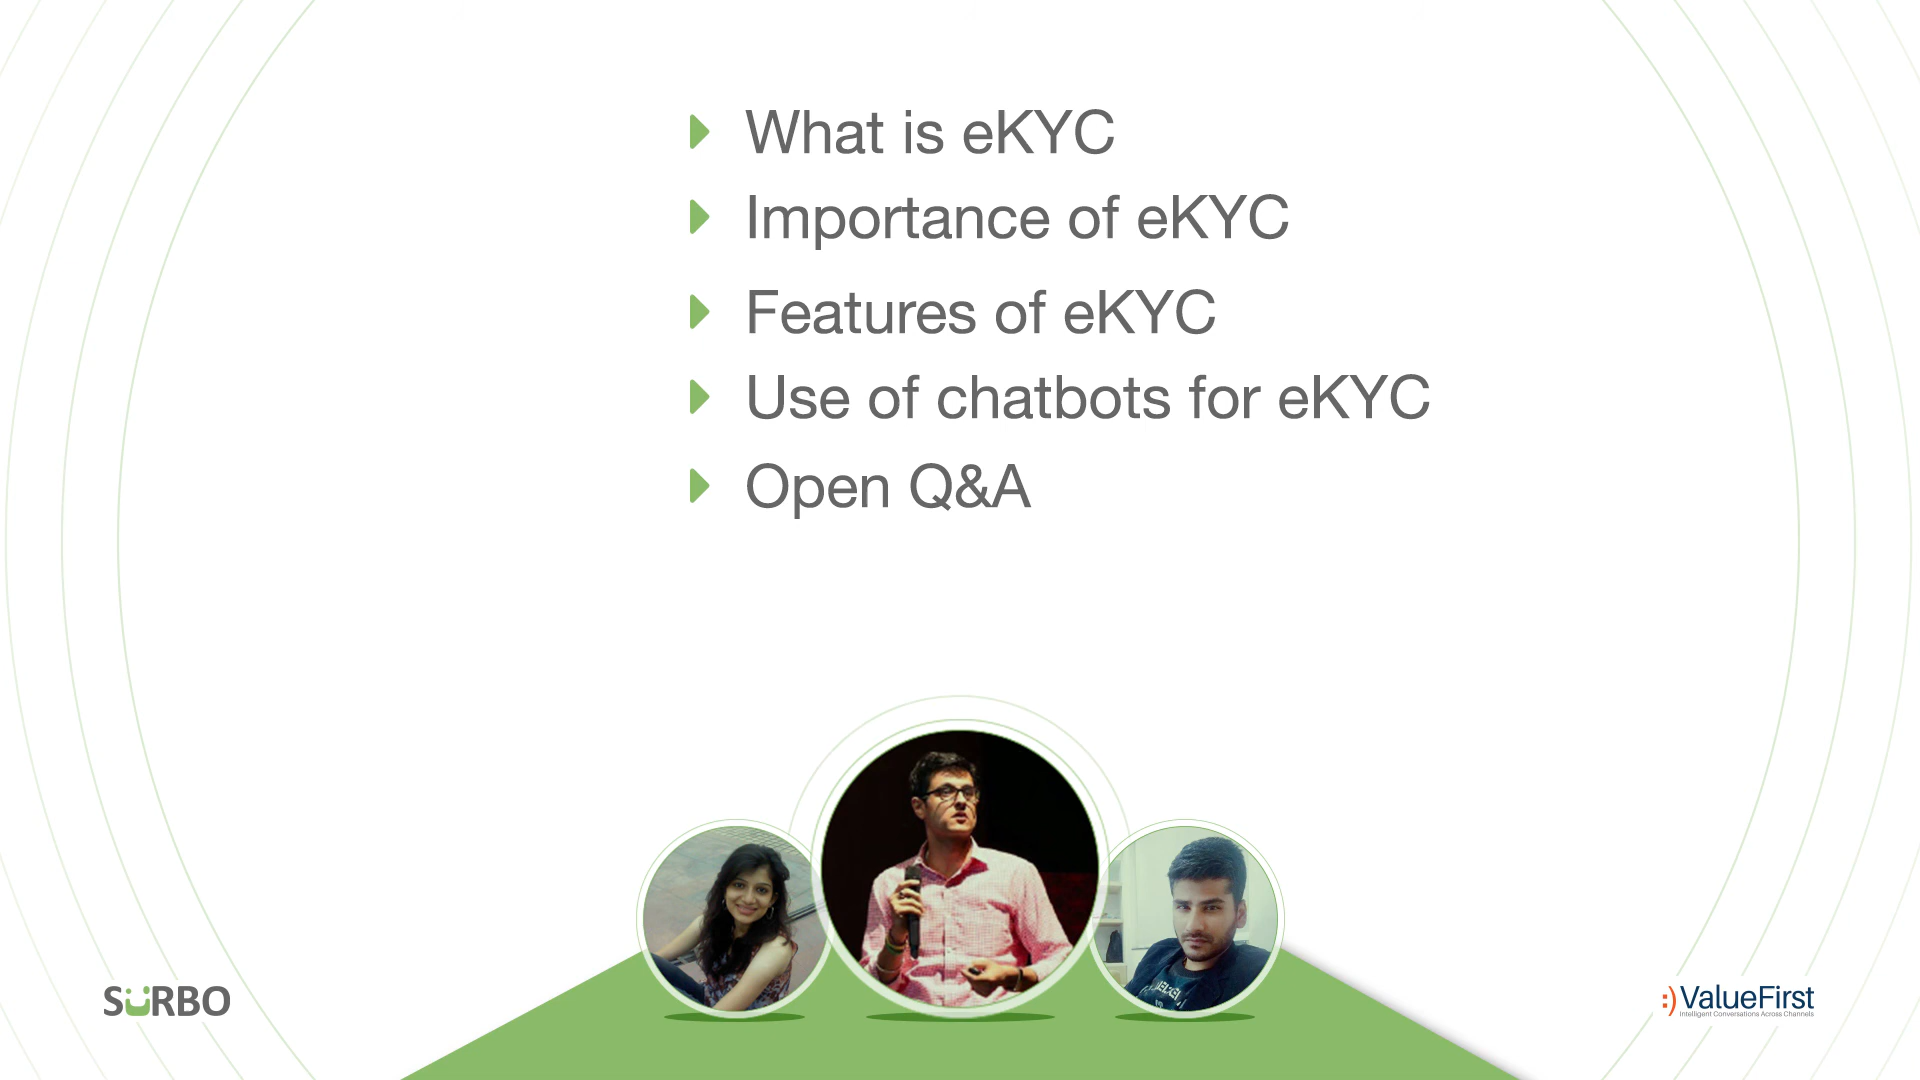 What is eKYC
Importance of eKYC
Features of eKYC
Use of chatbots for eKYC
Open Q&A
SURBO
:) ValueFirst
Intelligent Conversations Across Channels